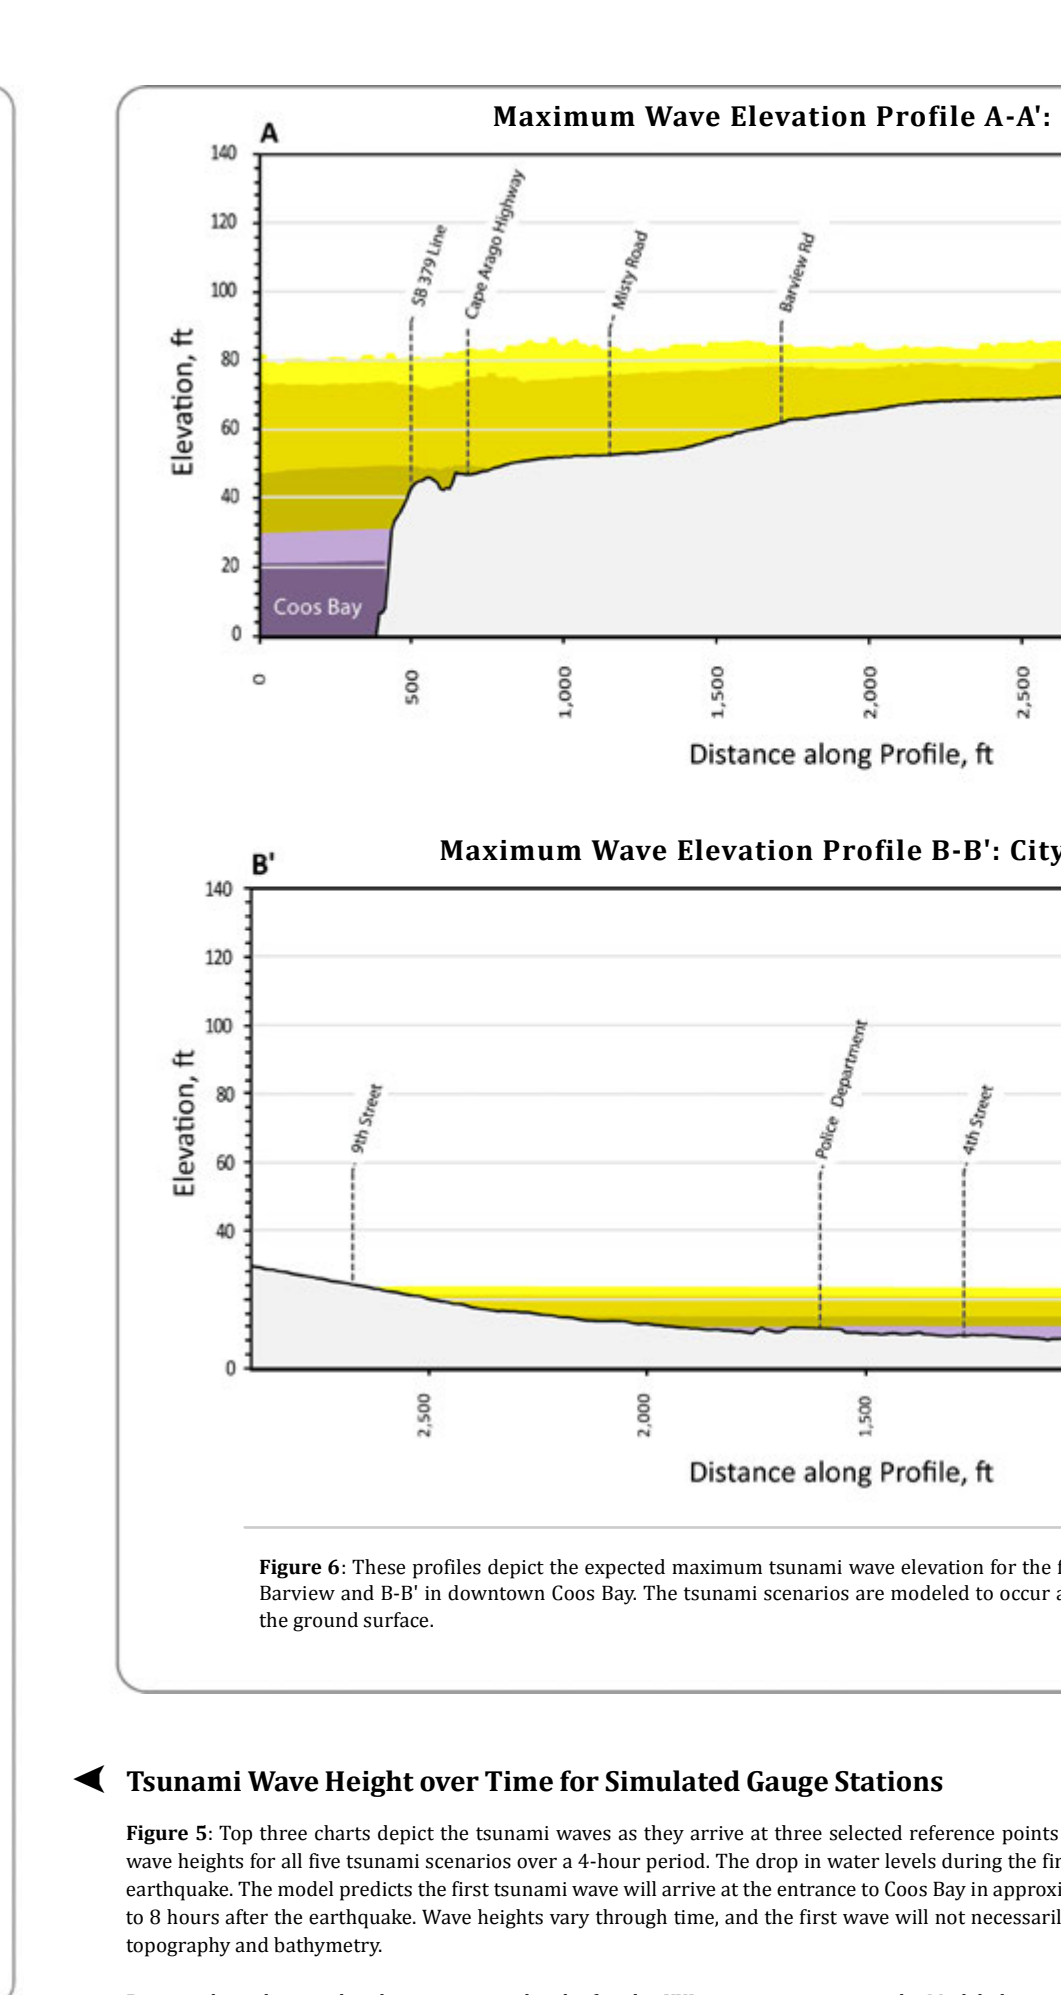 Maximum Wave Elevation Profile A-A':
A
140
120
100
80
60
40
20
0
Elevation, ft
SB 379 Line
Cape Arago Highway
Misty Road
Barview Rd
Coos Bay
0
500
1,000
1,500
2,000
2,500
Distance along Profile, ft
Maximum Wave Elevation Profile B-B': City
B'
140
120
100
80
60
40
0
Elevation, ft
9th Street
Police Department
4th Street
2,500
2,000
1,500
Distance along Profile, ft
Figure 6: These profiles depict the expected maximum tsunami wave elevation for the f
Barview and B-B' in downtown Coos Bay. The tsunami scenarios are modeled to occur a
the ground surface.
Tsunami Wave Height over Time for Simulated Gauge Stations
Figure 5: Top three charts depict the tsunami waves as they arrive at three selected reference points
wave heights for all five tsunami scenarios over a 4-hour period. The drop in water levels during the fir
earthquake. The model predicts the first tsunami wave will arrive at the entrance to Coos Bay in approxi
to 8 hours after the earthquake. Wave heights vary through time, and the first wave will not necessaril
topography and bathymetry.